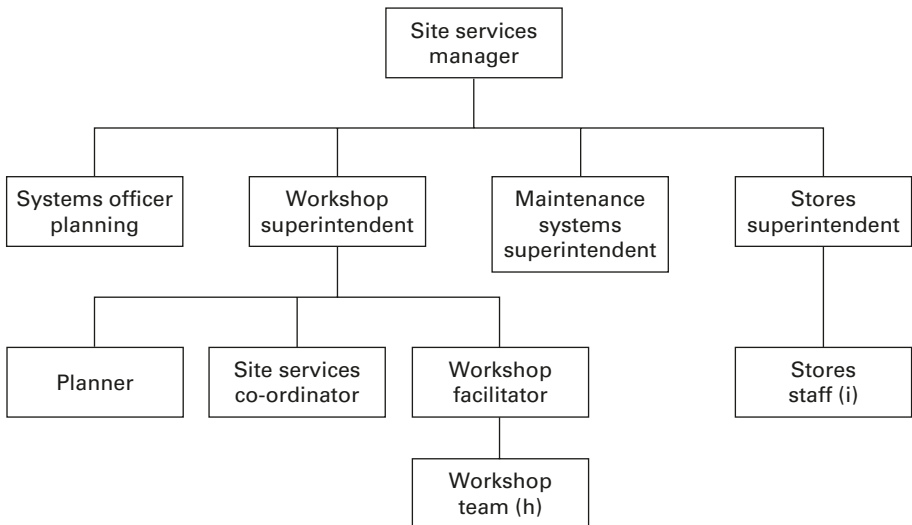 Site services
manager
Systems officer
planning
Workshop
superintendent
Maintenance
systems
superintendent
Stores
superintendent
Planner
Site services
co-ordinator
Workshop
facilitator
Stores
staff (i)
Workshop
team (h)